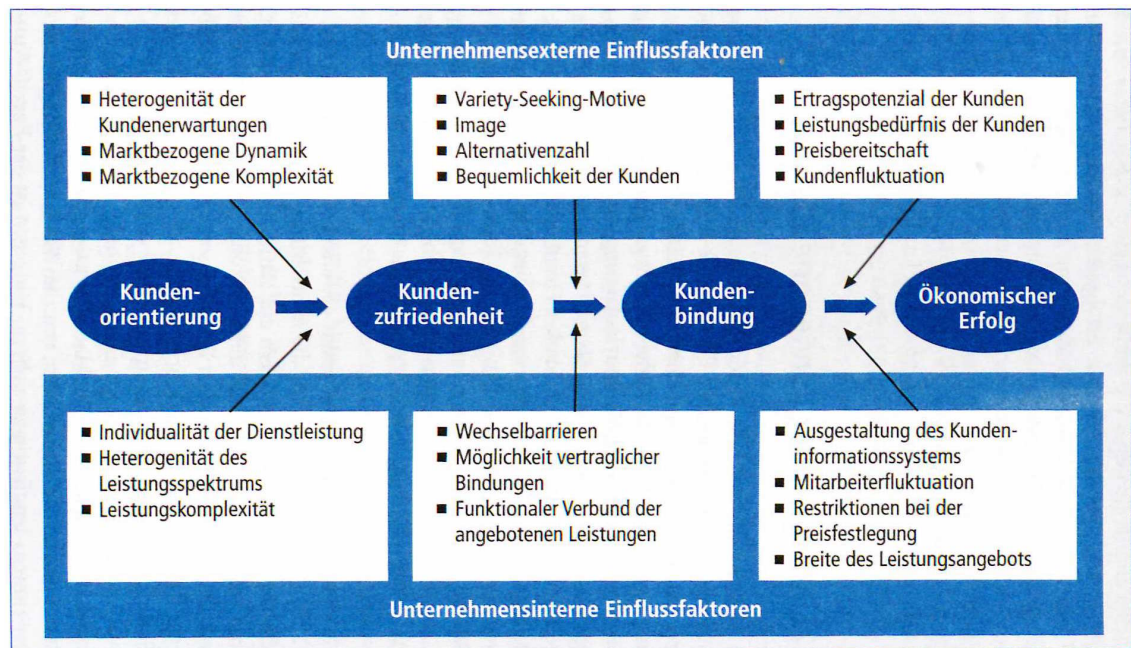 Unternehmensexterne Einflussfaktoren
■ Heterogenität der
Kundenerwartungen
■ Marktbezogene Dynamik
■ Marktbezogene Komplexität
■ Variety-Seeking-Motive
■ Image
■ Alternativenzahl
■ Bequemlichkeit der Kunden
■ Ertragspotenzial der Kunden
■ Leistungsbedürfnis der Kunden
■ Preisbereitschaft
■ Kundenfluktuation
Kunden-
orientierung
Kunden-
zufriedenheit
Kunden-
bindung
Ökonomischer
Erfolg
■ Individualität der Dienstleistung
■ Heterogenität des
Leistungsspektrums
■ Leistungskomplexität
■ Wechselbarrieren
■ Möglichkeit vertraglicher
Bindungen
■ Funktionaler Verbund der
angebotenen Leistungen
■ Ausgestaltung des Kunden-
informationssystems
■ Mitarbeiterfluktuation
■ Restriktionen bei der
Preisfestlegung
■ Breite des Leistungsangebots
Unternehmensinterne Einflussfaktoren